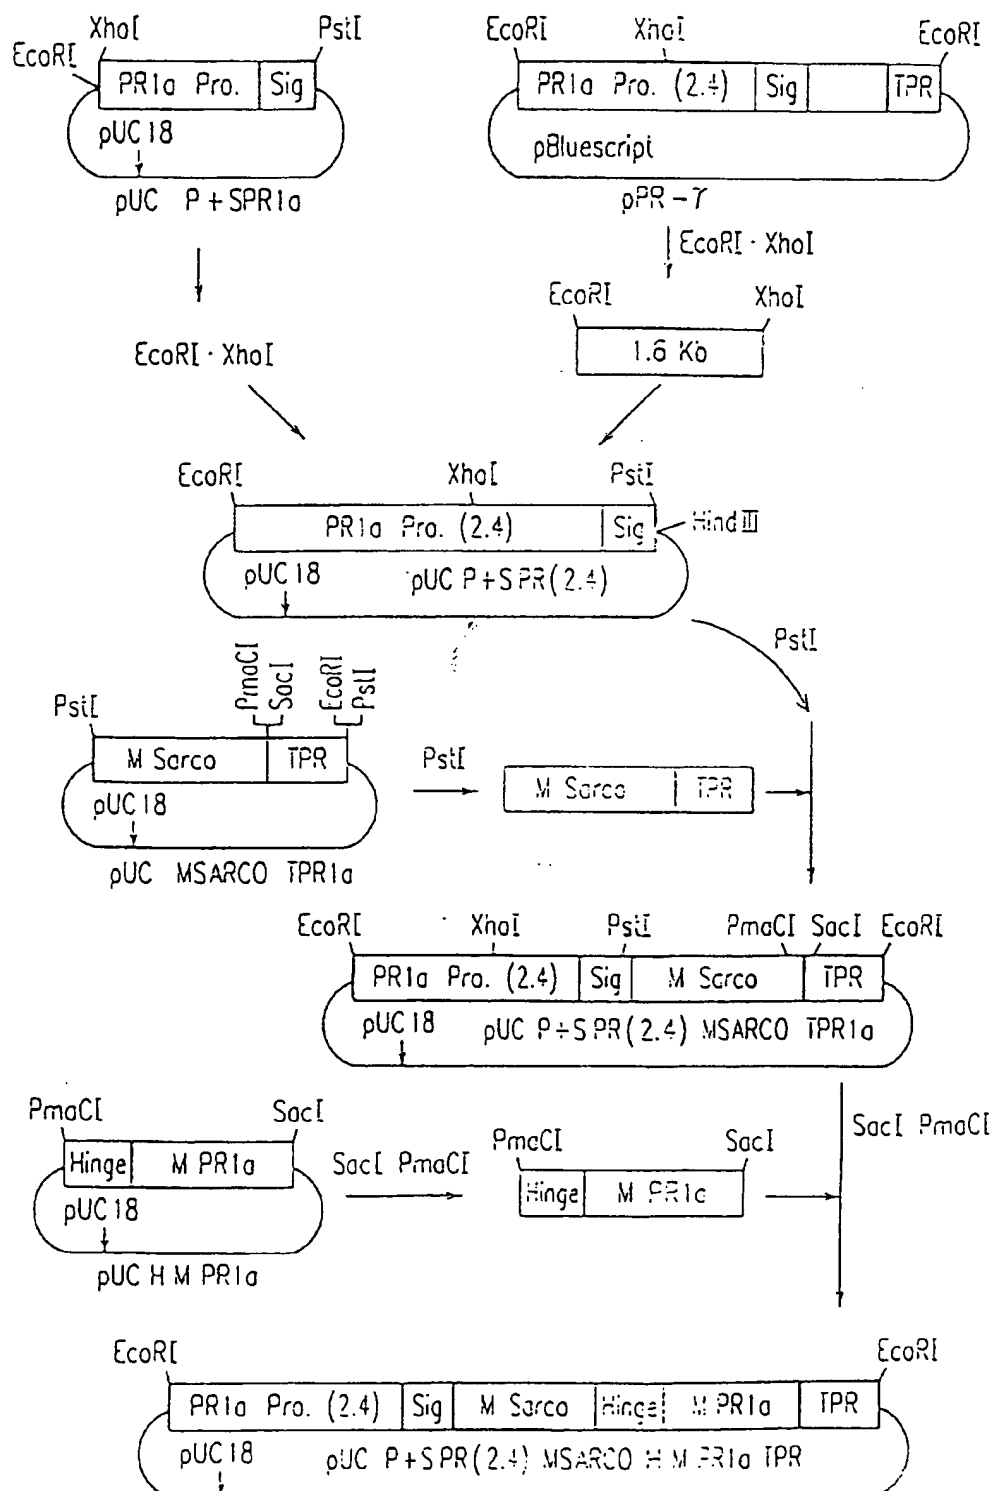 XhoI PstI
EcoRI
PR1a Pro. Sig
pUC18
pUC P+SPR1a
EcoRI XhoI EcoRI
PR1a Pro. (2.4) Sig TPR
pBluescript
pPR-γ
EcoRI · XhoI
EcoRI XhoI
1.6 Kb
EcoRI · XhoI
EcoRI XhoI PstI
PR1a Pro. (2.4) Sig HindIII
pUC18 pUC P+SPR(2.4)
PstI
PstI PmaCI SacI EcoRI PstI
M Sarco TPR
pUC18
pUC MSARCO TPR1a
PstI
M Sarco TPR
EcoRI XhoI PstI PmaCI SacI EcoRI
PR1a Pro. (2.4) Sig M Sarco TPR
pUC18 pUC P+SPR(2.4) MSARCO TPR1a
SacI PmaCI
PmaCI SacI
Hinge M PR1a
pUC18
pUC H M PR1a
SacI PmaCI
PmaCI SacI
Hinge M PR1a
EcoRI EcoRI
PR1a Pro. (2.4) Sig M Sarco Hinge M PR1a TPR
pUC18 pUC P+SPR(2.4) MSARCO H M PR1a TPR